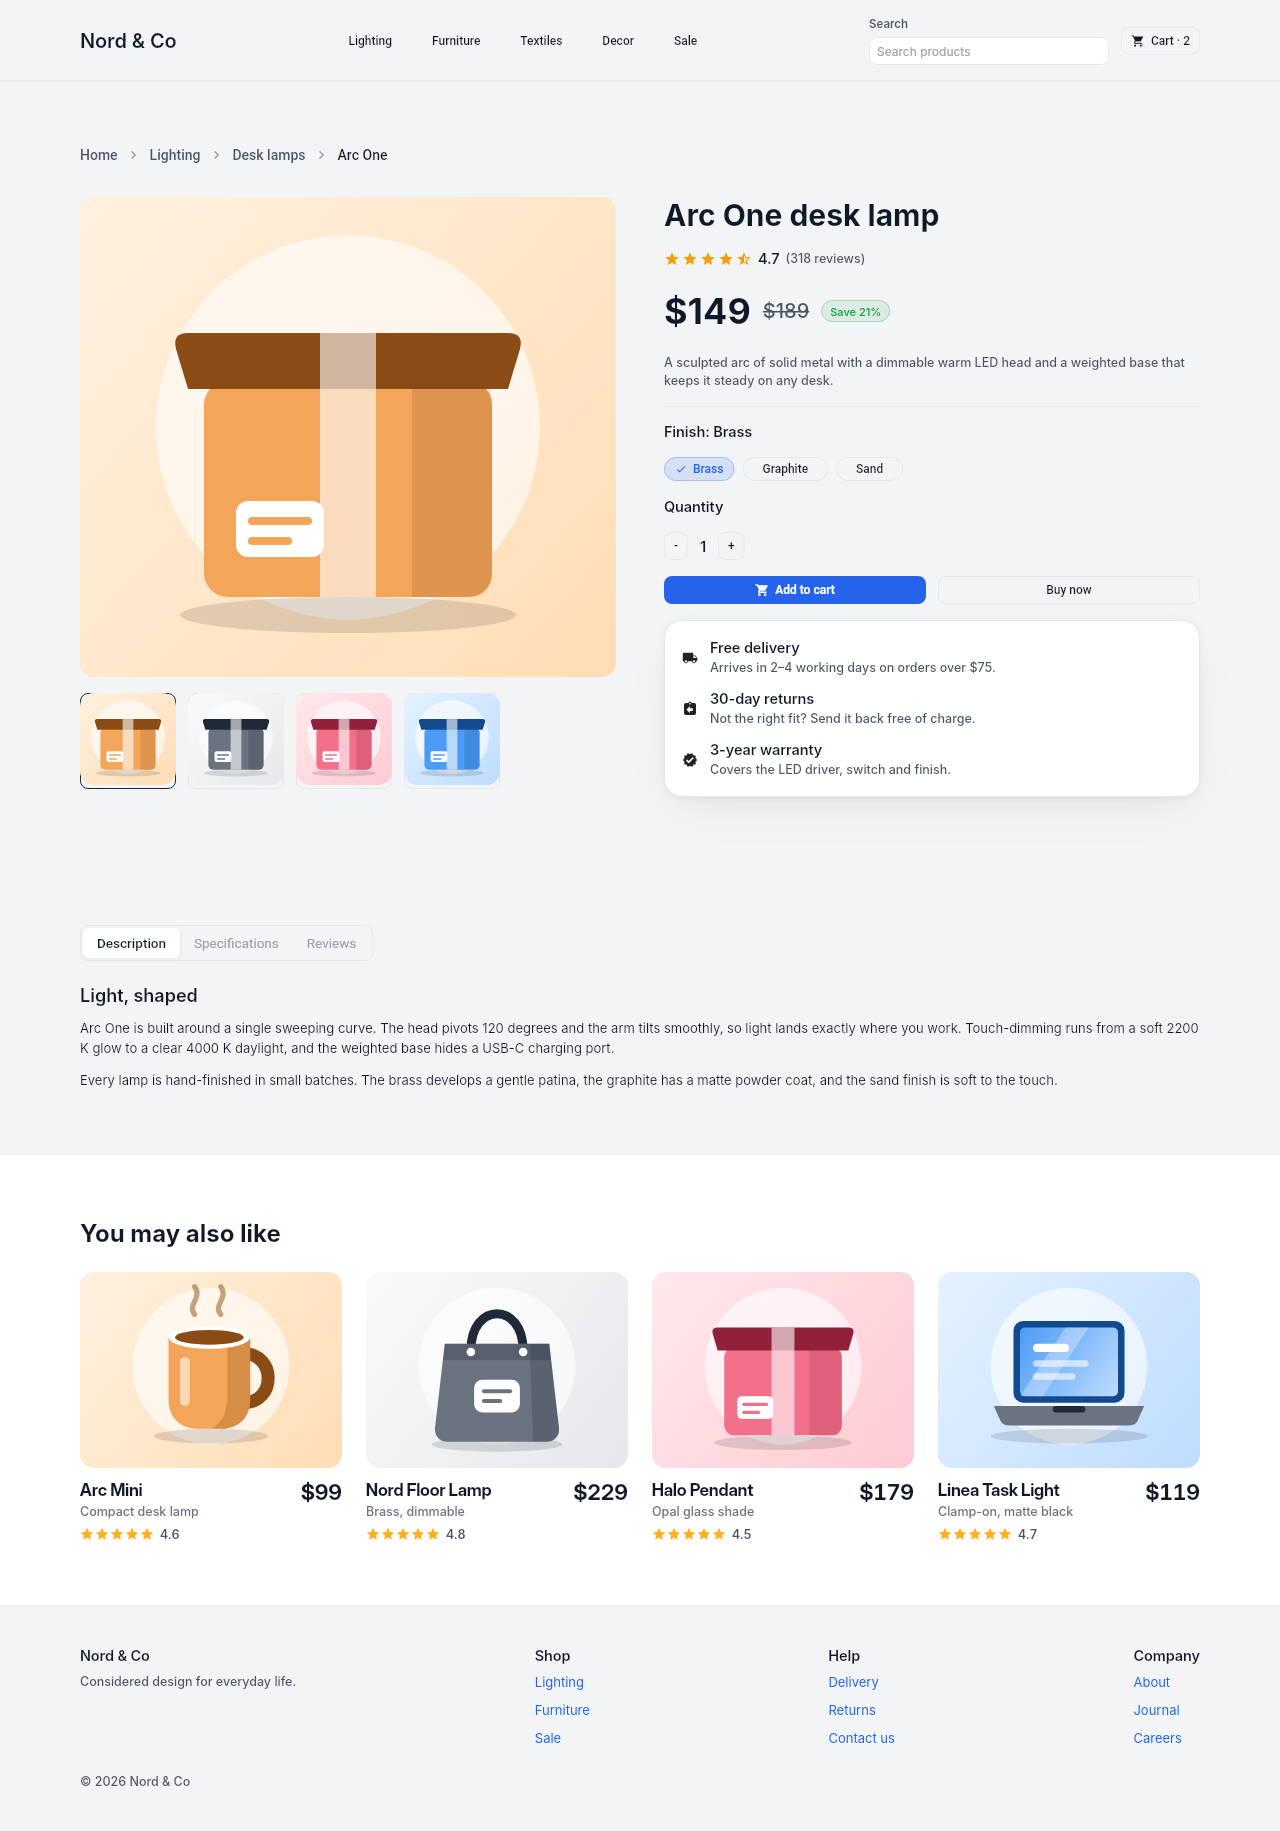 Nord & Co
Lighting
Furniture
Textiles
Decor
Sale
Search
Search products
Cart · 2
Home
Lighting
Desk lamps
Arc One
Arc One desk lamp
4.7 (318 reviews)
$149 $189 Save 21%
A sculpted arc of solid metal with a dimmable warm LED head and a weighted base that
keeps it steady on any desk.
Finish: Brass
Brass
Graphite
Sand
Quantity
- 1 +
Add to cart
Buy now
Free delivery
Arrives in 2–4 working days on orders over $75.
30-day returns
Not the right fit? Send it back free of charge.
3-year warranty
Covers the LED driver, switch and finish.
Description
Specifications
Reviews
Light, shaped
Arc One is built around a single sweeping curve. The head pivots 120 degrees and the arm tilts smoothly, so light lands exactly where you work. Touch-dimming runs from a soft 2200
K glow to a clear 4000 K daylight, and the weighted base hides a USB-C charging port.
Every lamp is hand-finished in small batches. The brass develops a gentle patina, the graphite has a matte powder coat, and the sand finish is soft to the touch.
You may also like
Arc Mini
$99
Compact desk lamp
4.6
Nord Floor Lamp
$229
Brass, dimmable
4.8
Halo Pendant
$179
Opal glass shade
4.5
Linea Task Light
$119
Clamp-on, matte black
4.7
Nord & Co
Considered design for everyday life.
Shop
Lighting
Furniture
Sale
Help
Delivery
Returns
Contact us
Company
About
Journal
Careers
© 2026 Nord & Co